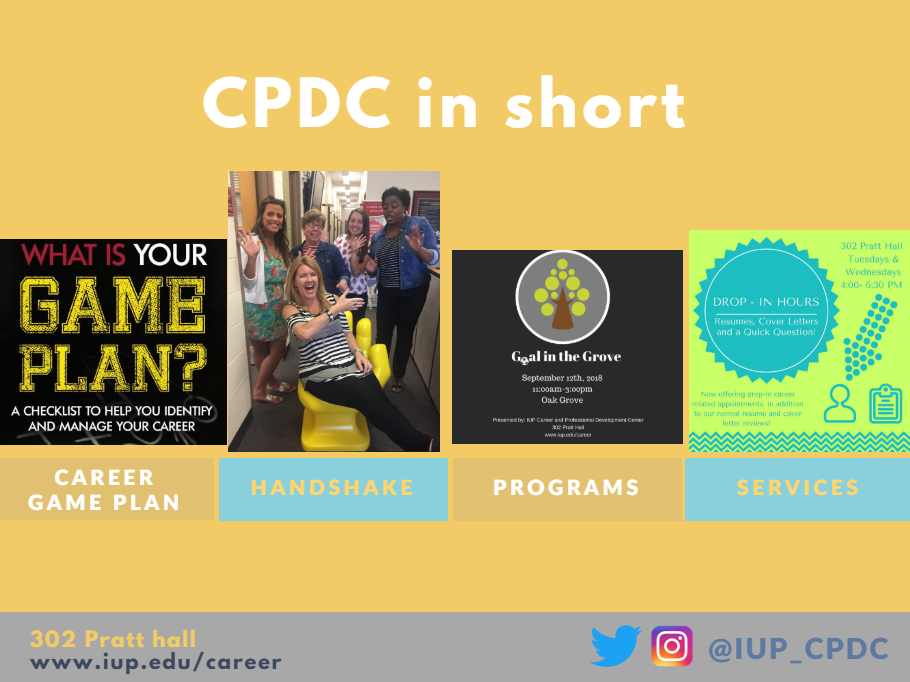 CPDC in short
WHAT IS YOUR
GAME
PLAN?
A CHECKLIST TO HELP YOU IDENTIFY
AND MANAGE YOUR CAREER
Goal in the Grove
September 12th, 2018
11:00am-3:00pm
Oak Grove
Presented by: IUP Career and Professional Development Center
302 Pratt Hall
www.iup.edu/career
302 Pratt Hall
Tuesdays &
Wednesdays
4:00- 6:30 PM
DROP - IN HOURS
Resumes, Cover Letters
and a Quick Question!
Now offering drop-in career
related appointments, in addition
to our normal resume and cover
letter reviews!
CAREER
GAME PLAN
HANDSHAKE
PROGRAMS
SERVICES
302 Pratt hall
www.iup.edu/career
@IUP_CPDC